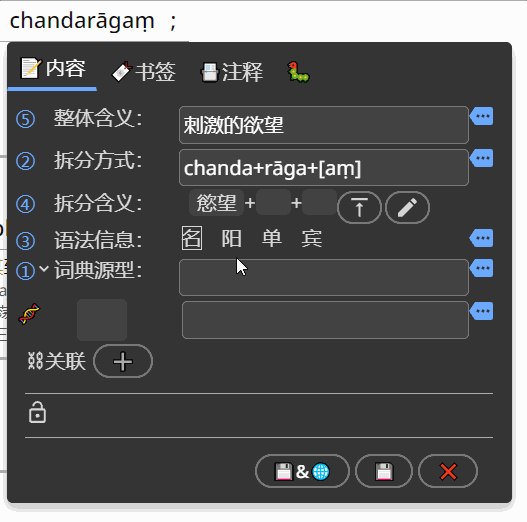 chandarāgaṃ ;
内容 书签 注释
⑤ 整体含义： 刺激的欲望
② 拆分方式： chanda+rāga+[aṃ]
④ 拆分含义： 慾望 + +
③ 语法信息： 名 阳 单 宾
① 词典源型：
关联
&